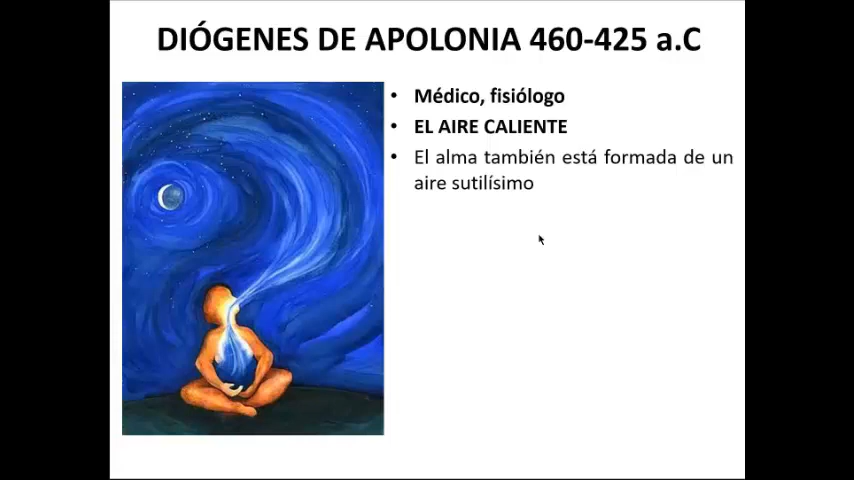 DIÓGENES DE APOLONIA 460-425 a.C
• Médico, fisiólogo
• EL AIRE CALIENTE
• El alma también está formada de un
aire sutilísimo